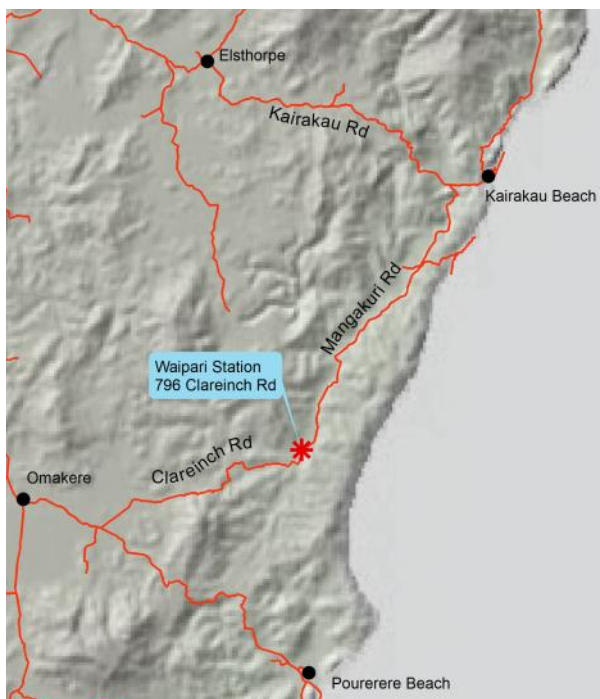 Elsthorpe
Kairakau Rd
Kairakau Beach
Mangakuri Rd
Waipari Station
796 Clareinch Rd
Clareinch Rd
Omakere
Pourerere Beach